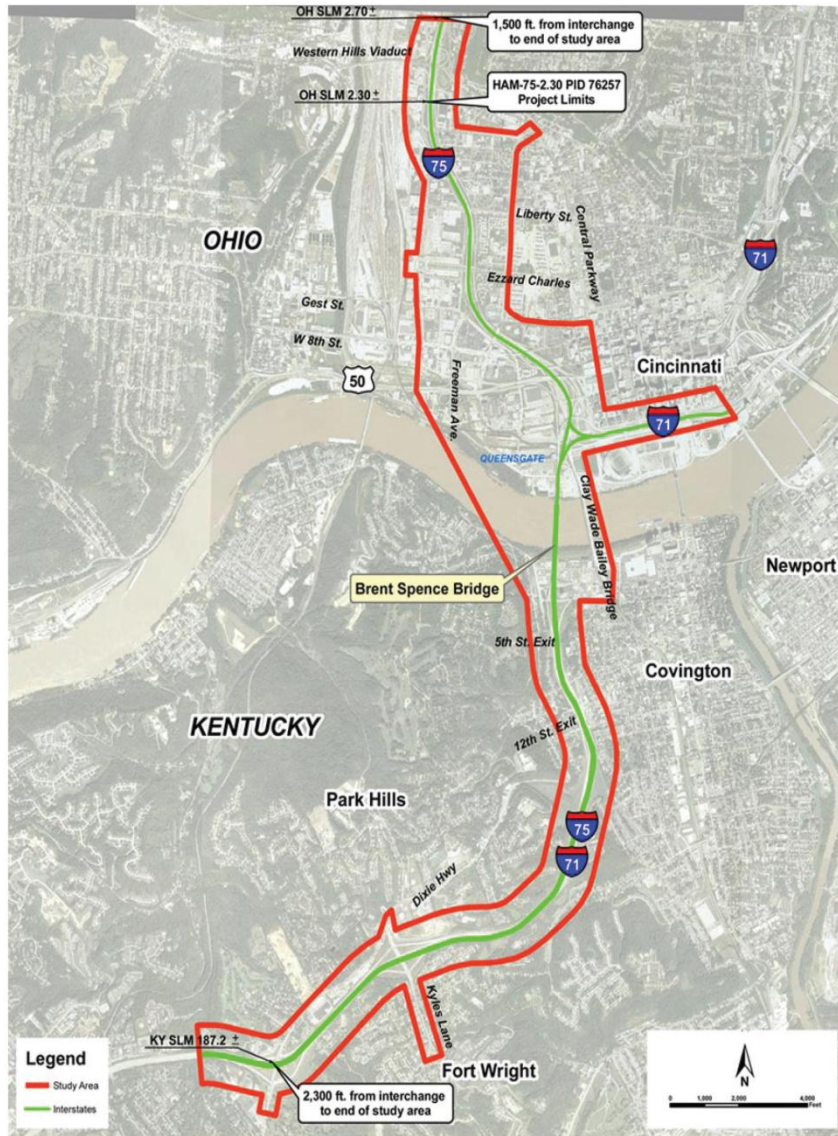 OH SLM 2.70 ±
1,500 ft. from interchange
to end of study area
Western Hills Viaduct
HAM-75-2.30 PID 76257
Project Limits
OH SLM 2.30 ±
75
Liberty St.
Central Parkway
OHIO
71
Ezzard Charles
Gest St.
W 8th St.
50
Freeman Ave.
Cincinnati
71
QUEENSGATE
Clay Wade Bailey Bridge
Newport
Brent Spence Bridge
5th St. Exit
Covington
KENTUCKY
12th St. Exit
Park Hills
75
71
Dixie Hwy
Kyles Lane
KY SLM 187.2 ±
Fort Wright
2,300 ft. from interchange
to end of study area
Legend
Study Area
Interstates
N
0 1,000 2,000 4,000
Feet